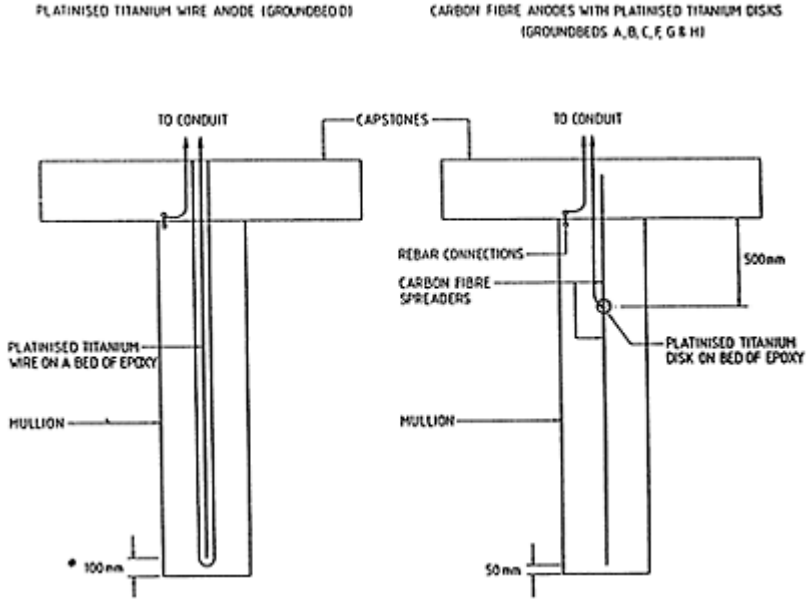 PLATINISED TITANIUM WIRE ANODE (GROUNDBED D)
CARBON FIBRE ANODES WITH PLATINISED TITANIUM DISKS
(GROUNDBEDS A, B, C, F, G & H)
TO CONDUIT
CAPSTONES
TO CONDUIT
REBAR CONNECTIONS
500mm
CARBON FIBRE
SPREADERS
PLATINISED TITANIUM
WIRE ON A BED OF EPOXY
PLATINISED TITANIUM
DISK ON BED OF EPOXY
MULLION
MULLION
100mm
50mm